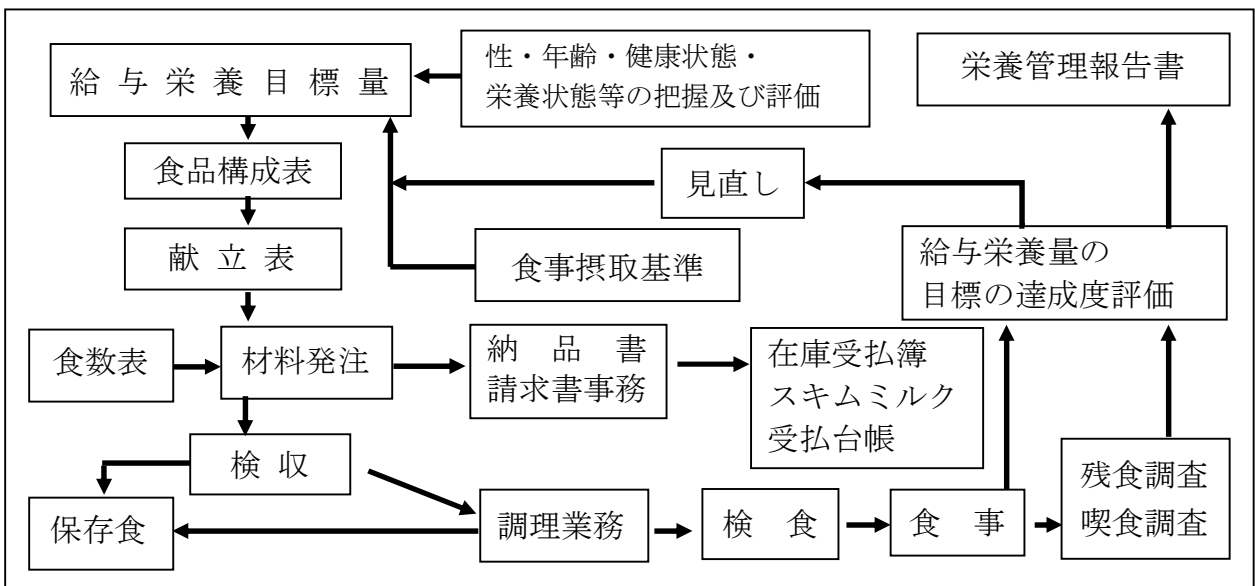 給与栄養目標量
性・年齢・健康状態・
栄養状態等の把握及び評価
栄養管理報告書
食品構成表
見直し
献立表
食事摂取基準
給与栄養量の
目標の達成度評価
食数表
材料発注
納品書
請求書事務
在庫受払簿
スキムミルク
受払台帳
検収
保存食
調理業務
検食
食事
残食調査
喫食調査